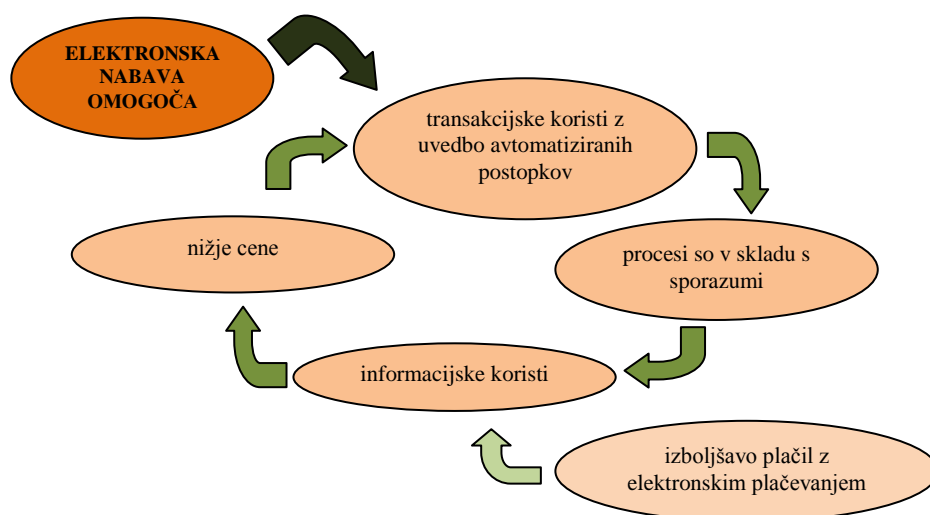 ELEKTRONSKA
NABAVA
OMOGOČA
transakcijske koristi z
uvedbo avtomatiziranih
postopkov
nižje cene
procesi so v skladu s
sporazumi
informacijske koristi
izboljšavo plačil z
elektronskim plačevanjem